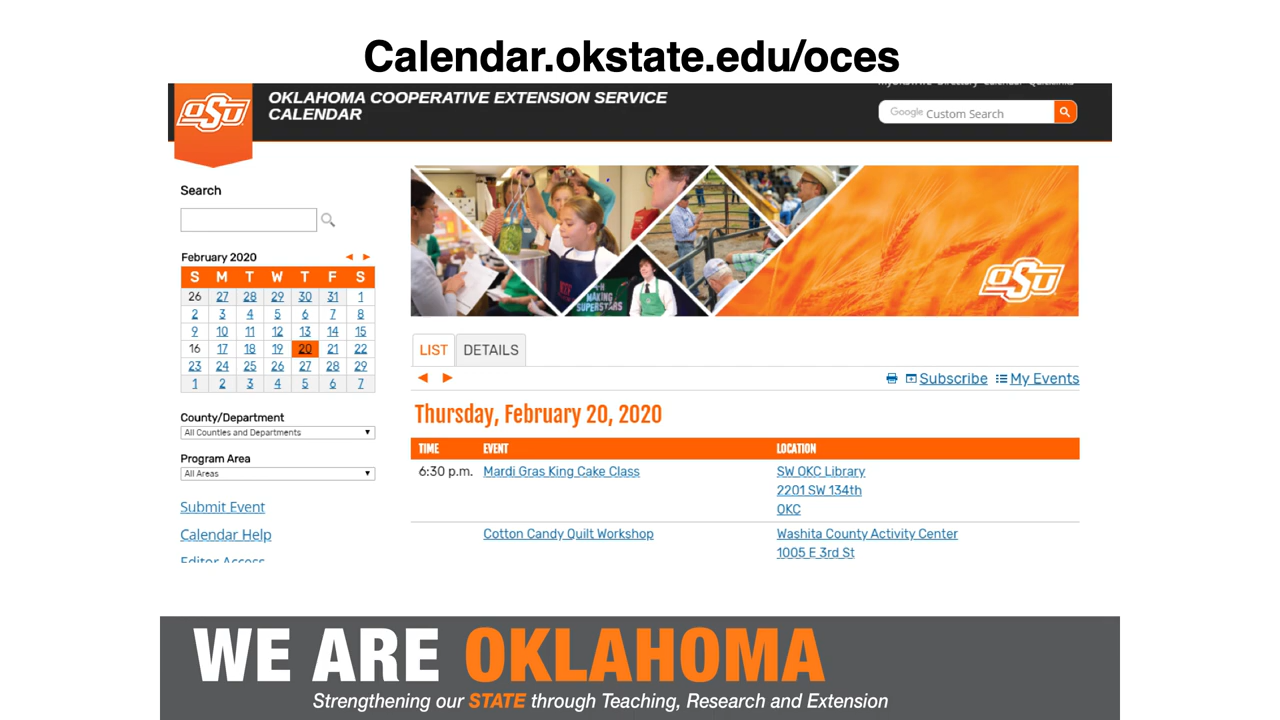 Calendar.okstate.edu/oces
OSU
OKLAHOMA COOPERATIVE EXTENSION SERVICE
CALENDAR
Google Custom Search
Search
February 2020
S M T W T F S
26 27 28 29 30 31 1
2 3 4 5 6 7 8
9 10 11 12 13 14 15
16 17 18 19 20 21 22
23 24 25 26 27 28 29
1 2 3 4 5 6 7
County/Department
All Counties and Departments
Program Area
All Areas
Submit Event
Calendar Help
Editor Access
MAKING
SUPERSTARS
OSU
LIST DETAILS
Subscribe My Events
Thursday, February 20, 2020
TIME EVENT LOCATION
6:30 p.m. Mardi Gras King Cake Class SW OKC Library
2201 SW 134th
OKC
Cotton Candy Quilt Workshop Washita County Activity Center
1005 E 3rd St
WE ARE OKLAHOMA
Strengthening our STATE through Teaching, Research and Extension